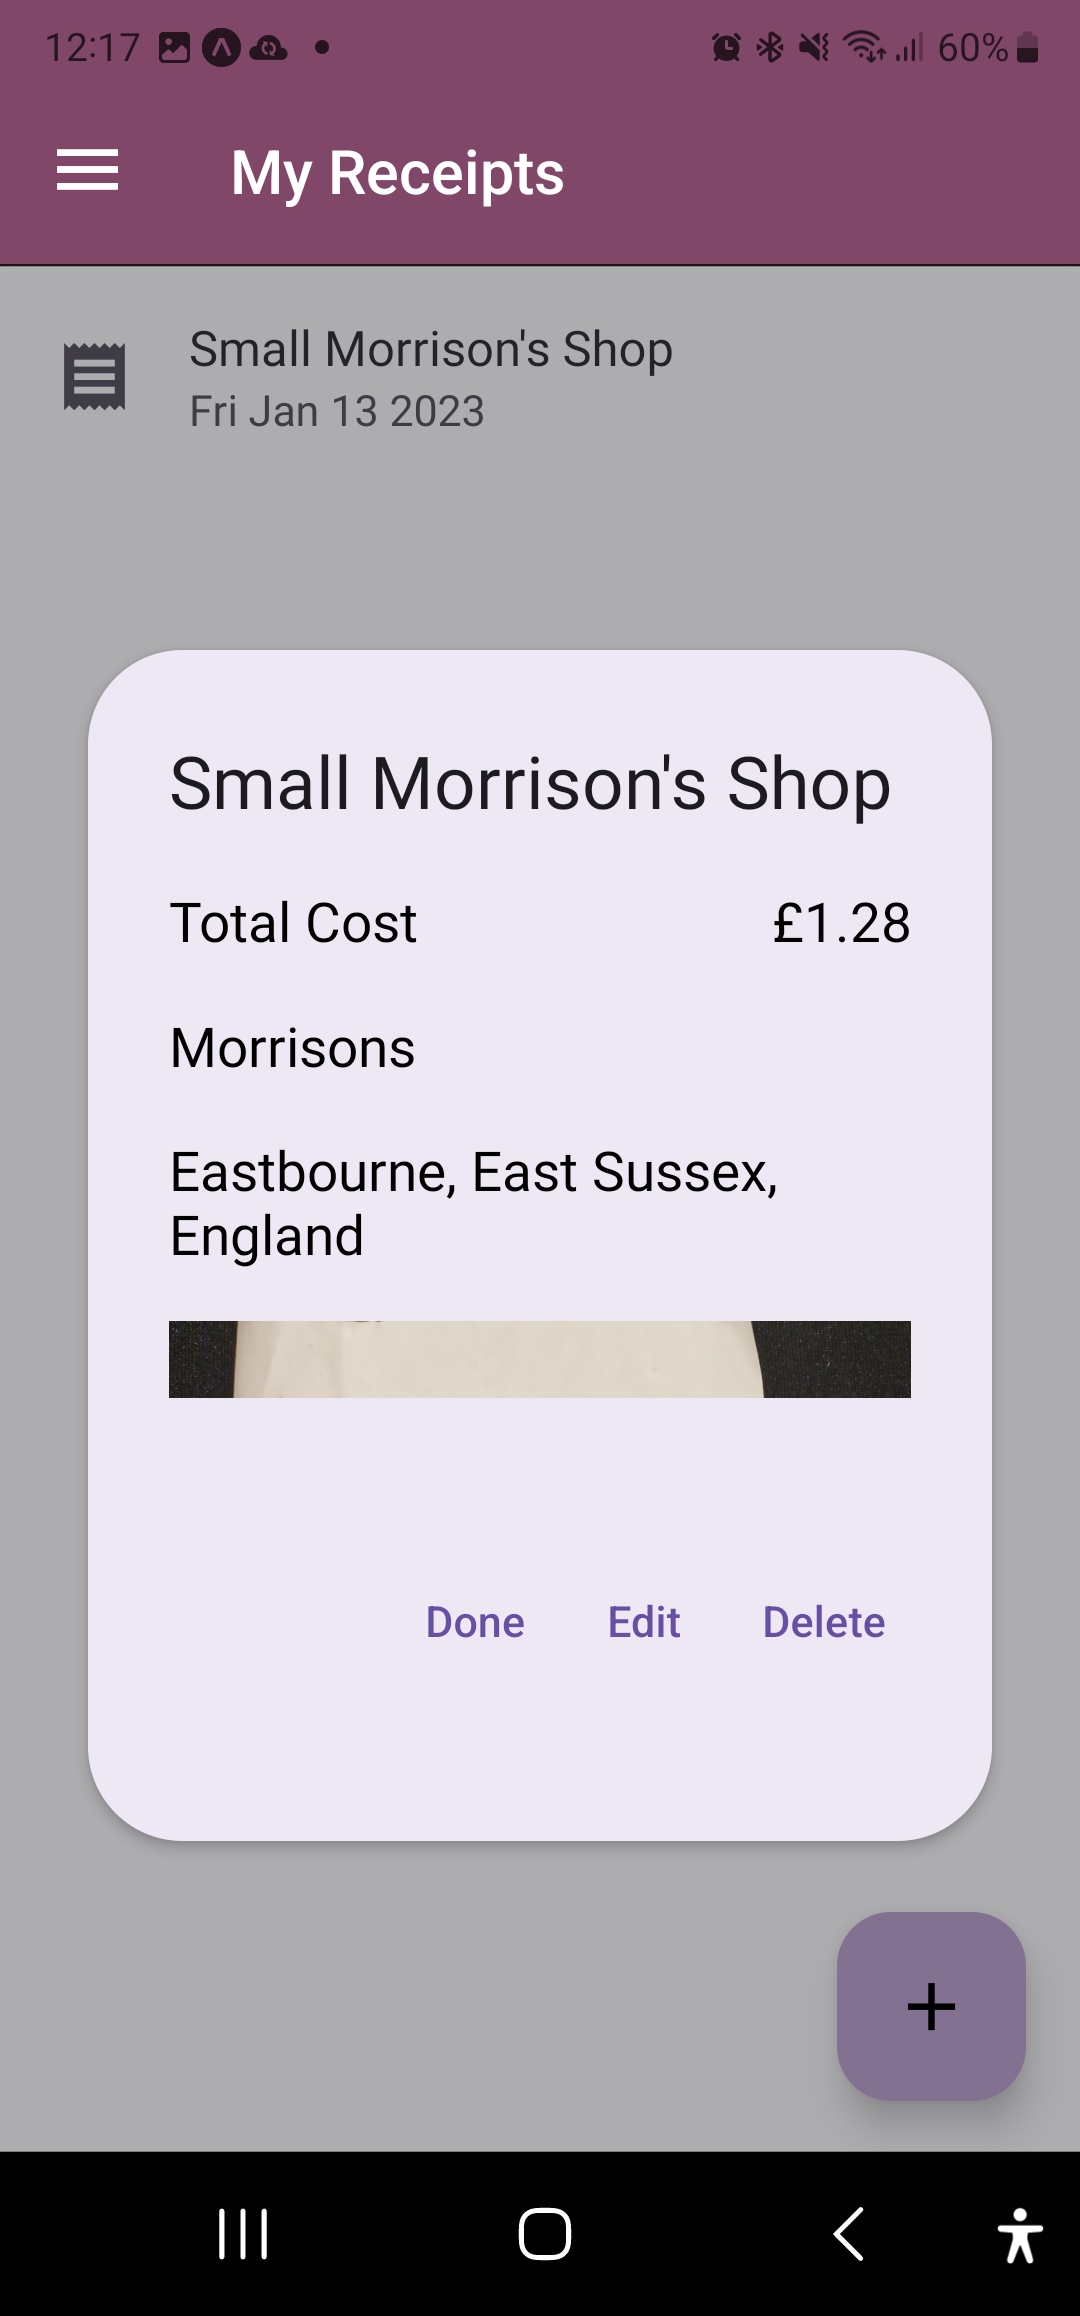 12:17
60%
My Receipts
Small Morrison's Shop
Fri Jan 13 2023
Small Morrison's Shop
Total Cost £1.28
Morrisons
Eastbourne, East Sussex,
England
Done Edit Delete